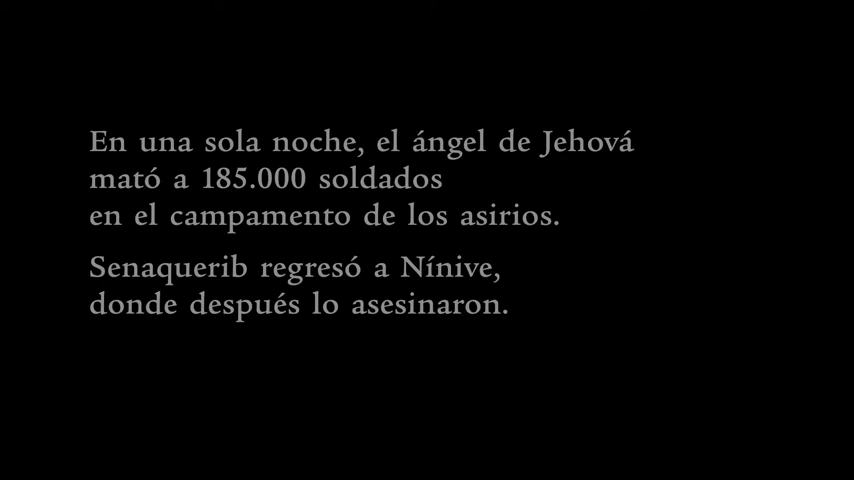 En una sola noche, el ángel de Jehová
mató a 185.000 soldados
en el campamento de los asirios.
Senaquerib regresó a Nínive,
donde después lo asesinaron.